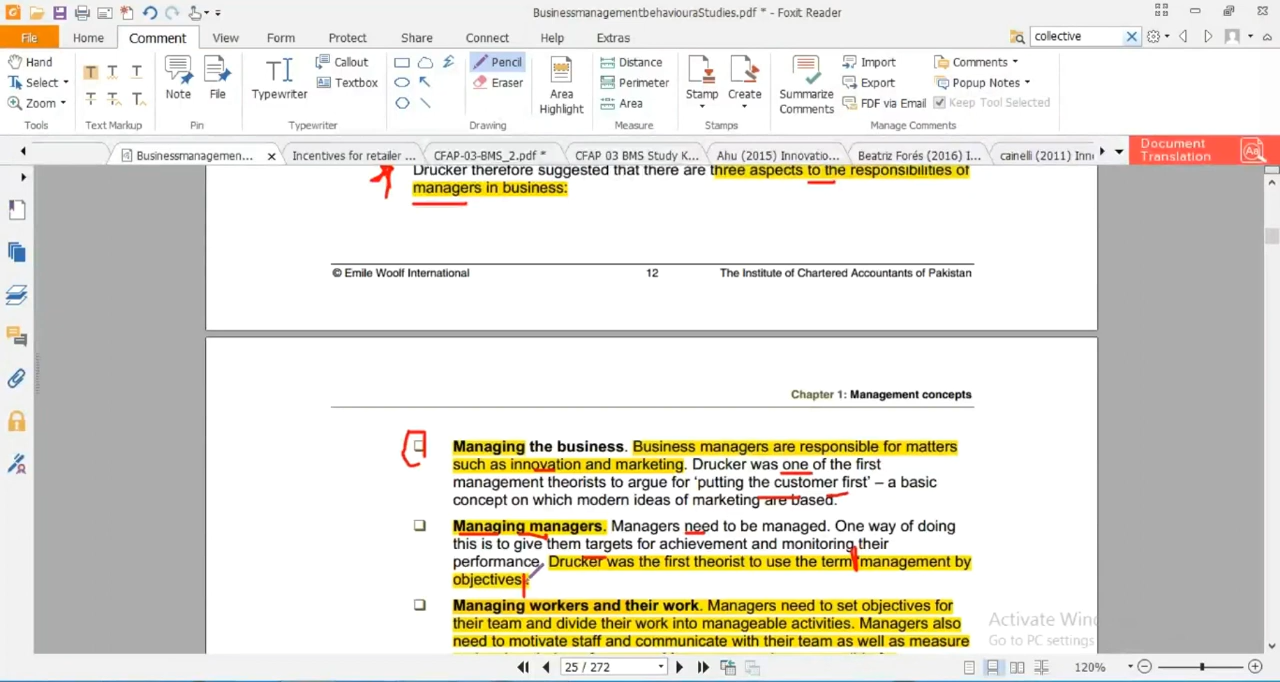 BusinessmanagementbehaviouraStudies.pdf * - Foxit Reader
File Home Comment View Form Protect Share Connect Help Extras collective
Hand Select Zoom Tools
T T T T T T Text Markup
Note File Pin
Typewriter Callout Textbox Typewriter
Pencil Eraser Area Highlight Drawing
Distance Perimeter Area Measure
Stamp Create Stamps
Summarize Comments Import Export FDF via Email Comments Popup Notes Keep Tool Selected Manage Comments
Businessmanagemen... Incentives for retailer ... CFAP-03-BMS_2.pdf * CFAP 03 BMS Study K... Ahu (2015) Innovatio... Beatriz Forés (2016) I... cainelli (2011) Inn Document Translation
Drucker therefore suggested that there are three aspects to the responsibilities of
managers in business:
© Emile Woolf International 12 The Institute of Chartered Accountants of Pakistan
Chapter 1: Management concepts
Managing the business. Business managers are responsible for matters
such as innovation and marketing. Drucker was one of the first
management theorists to argue for ‘putting the customer first’ – a basic
concept on which modern ideas of marketing are based.
Managing managers. Managers need to be managed. One way of doing
this is to give them targets for achievement and monitoring their
performance. Drucker was the first theorist to use the term management by
objectives.
Managing workers and their work. Managers need to set objectives for
their team and divide their work into manageable activities. Managers also
need to motivate staff and communicate with their team as well as measure
Activate Win
Go to PC settings
25 / 272 120%